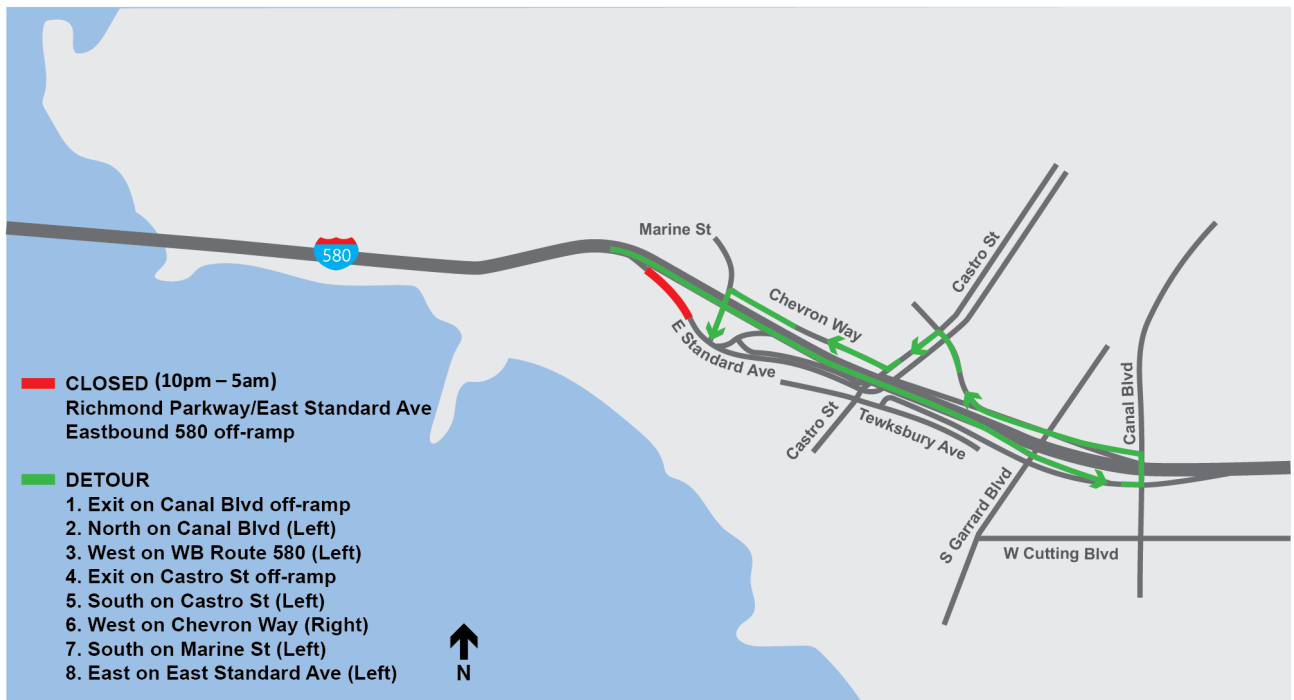 Marine St
580
Chevron Way
Castro St
E Standard Ave
Canal Blvd
Castro St
Tewksbury Ave
S Garrard Blvd
W Cutting Blvd
CLOSED (10pm – 5am)
Richmond Parkway/East Standard Ave
Eastbound 580 off-ramp
DETOUR
1. Exit on Canal Blvd off-ramp
2. North on Canal Blvd (Left)
3. West on WB Route 580 (Left)
4. Exit on Castro St off-ramp
5. South on Castro St (Left)
6. West on Chevron Way (Right)
7. South on Marine St (Left)
8. East on East Standard Ave (Left)
N